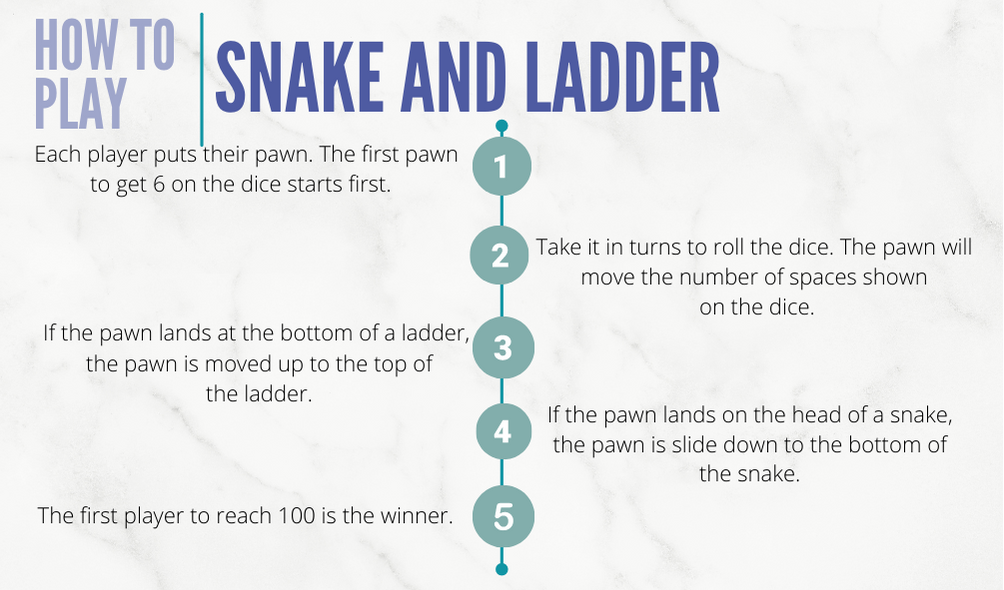 HOW TO
PLAY
SNAKE AND LADDER
1
Each player puts their pawn. The first pawn
to get 6 on the dice starts first.
2
Take it in turns to roll the dice. The pawn will
move the number of spaces shown
on the dice.
3
If the pawn lands at the bottom of a ladder,
the pawn is moved up to the top of
the ladder.
4
If the pawn lands on the head of a snake,
the pawn is slide down to the bottom of
the snake.
5
The first player to reach 100 is the winner.